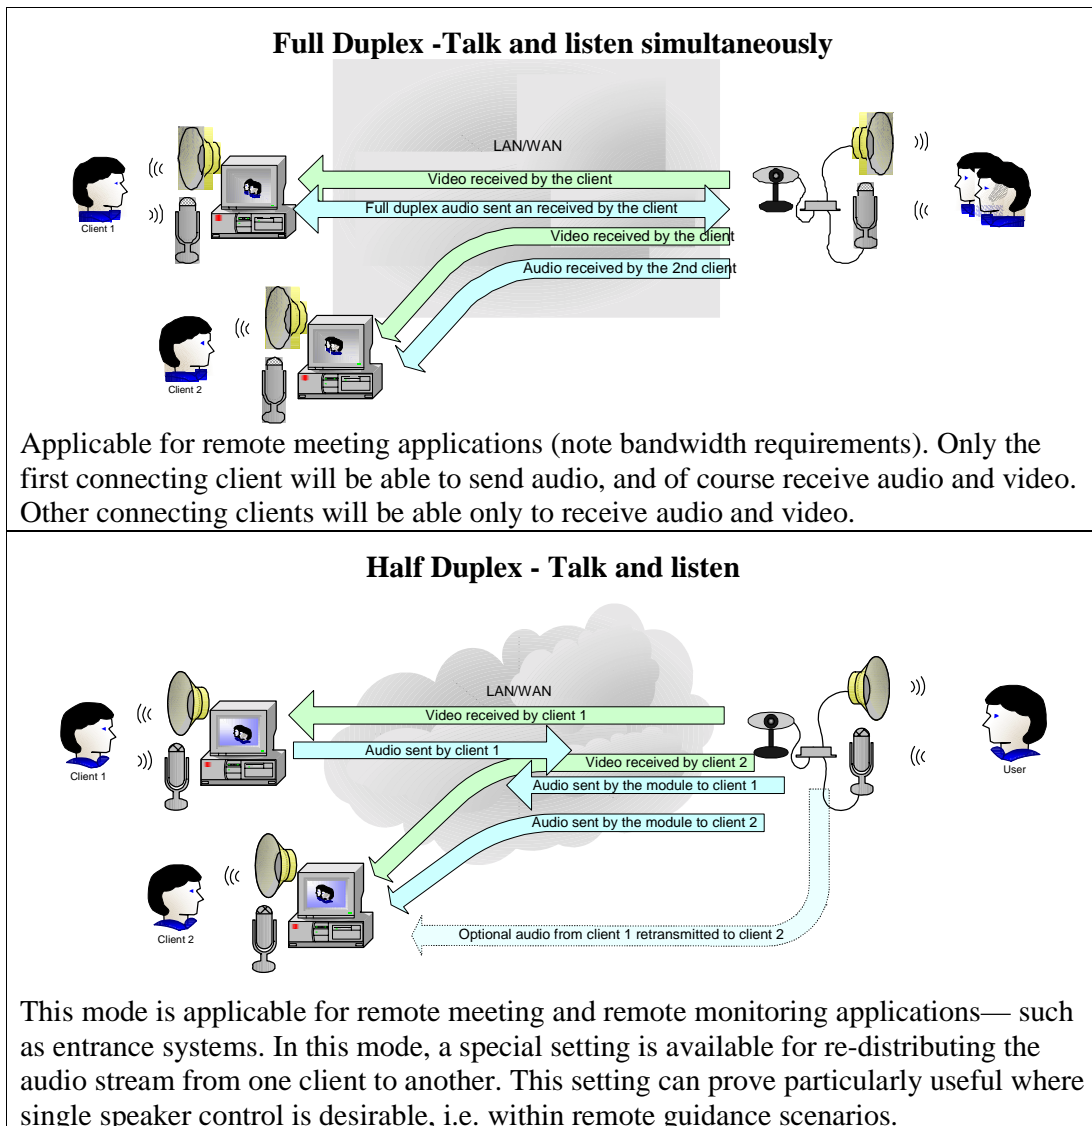 Full Duplex -Talk and listen simultaneously
LAN/WAN
Video received by the client
Full duplex audio sent an received by the client
Client 1
Video received by the client
Audio received by the 2nd client
Client 2
Applicable for remote meeting applications (note bandwidth requirements). Only the
first connecting client will be able to send audio, and of course receive audio and video.
Other connecting clients will be able only to receive audio and video.
Half Duplex - Talk and listen
LAN/WAN
Video received by client 1
Audio sent by client 1
Client 1
Video received by client 2
User
Audio sent by the module to client 1
Audio sent by the module to client 2
Optional audio from client 1 retransmitted to client 2
Client 2
This mode is applicable for remote meeting and remote monitoring applications— such
as entrance systems. In this mode, a special setting is available for re-distributing the
audio stream from one client to another. This setting can prove particularly useful where
single speaker control is desirable, i.e. within remote guidance scenarios.